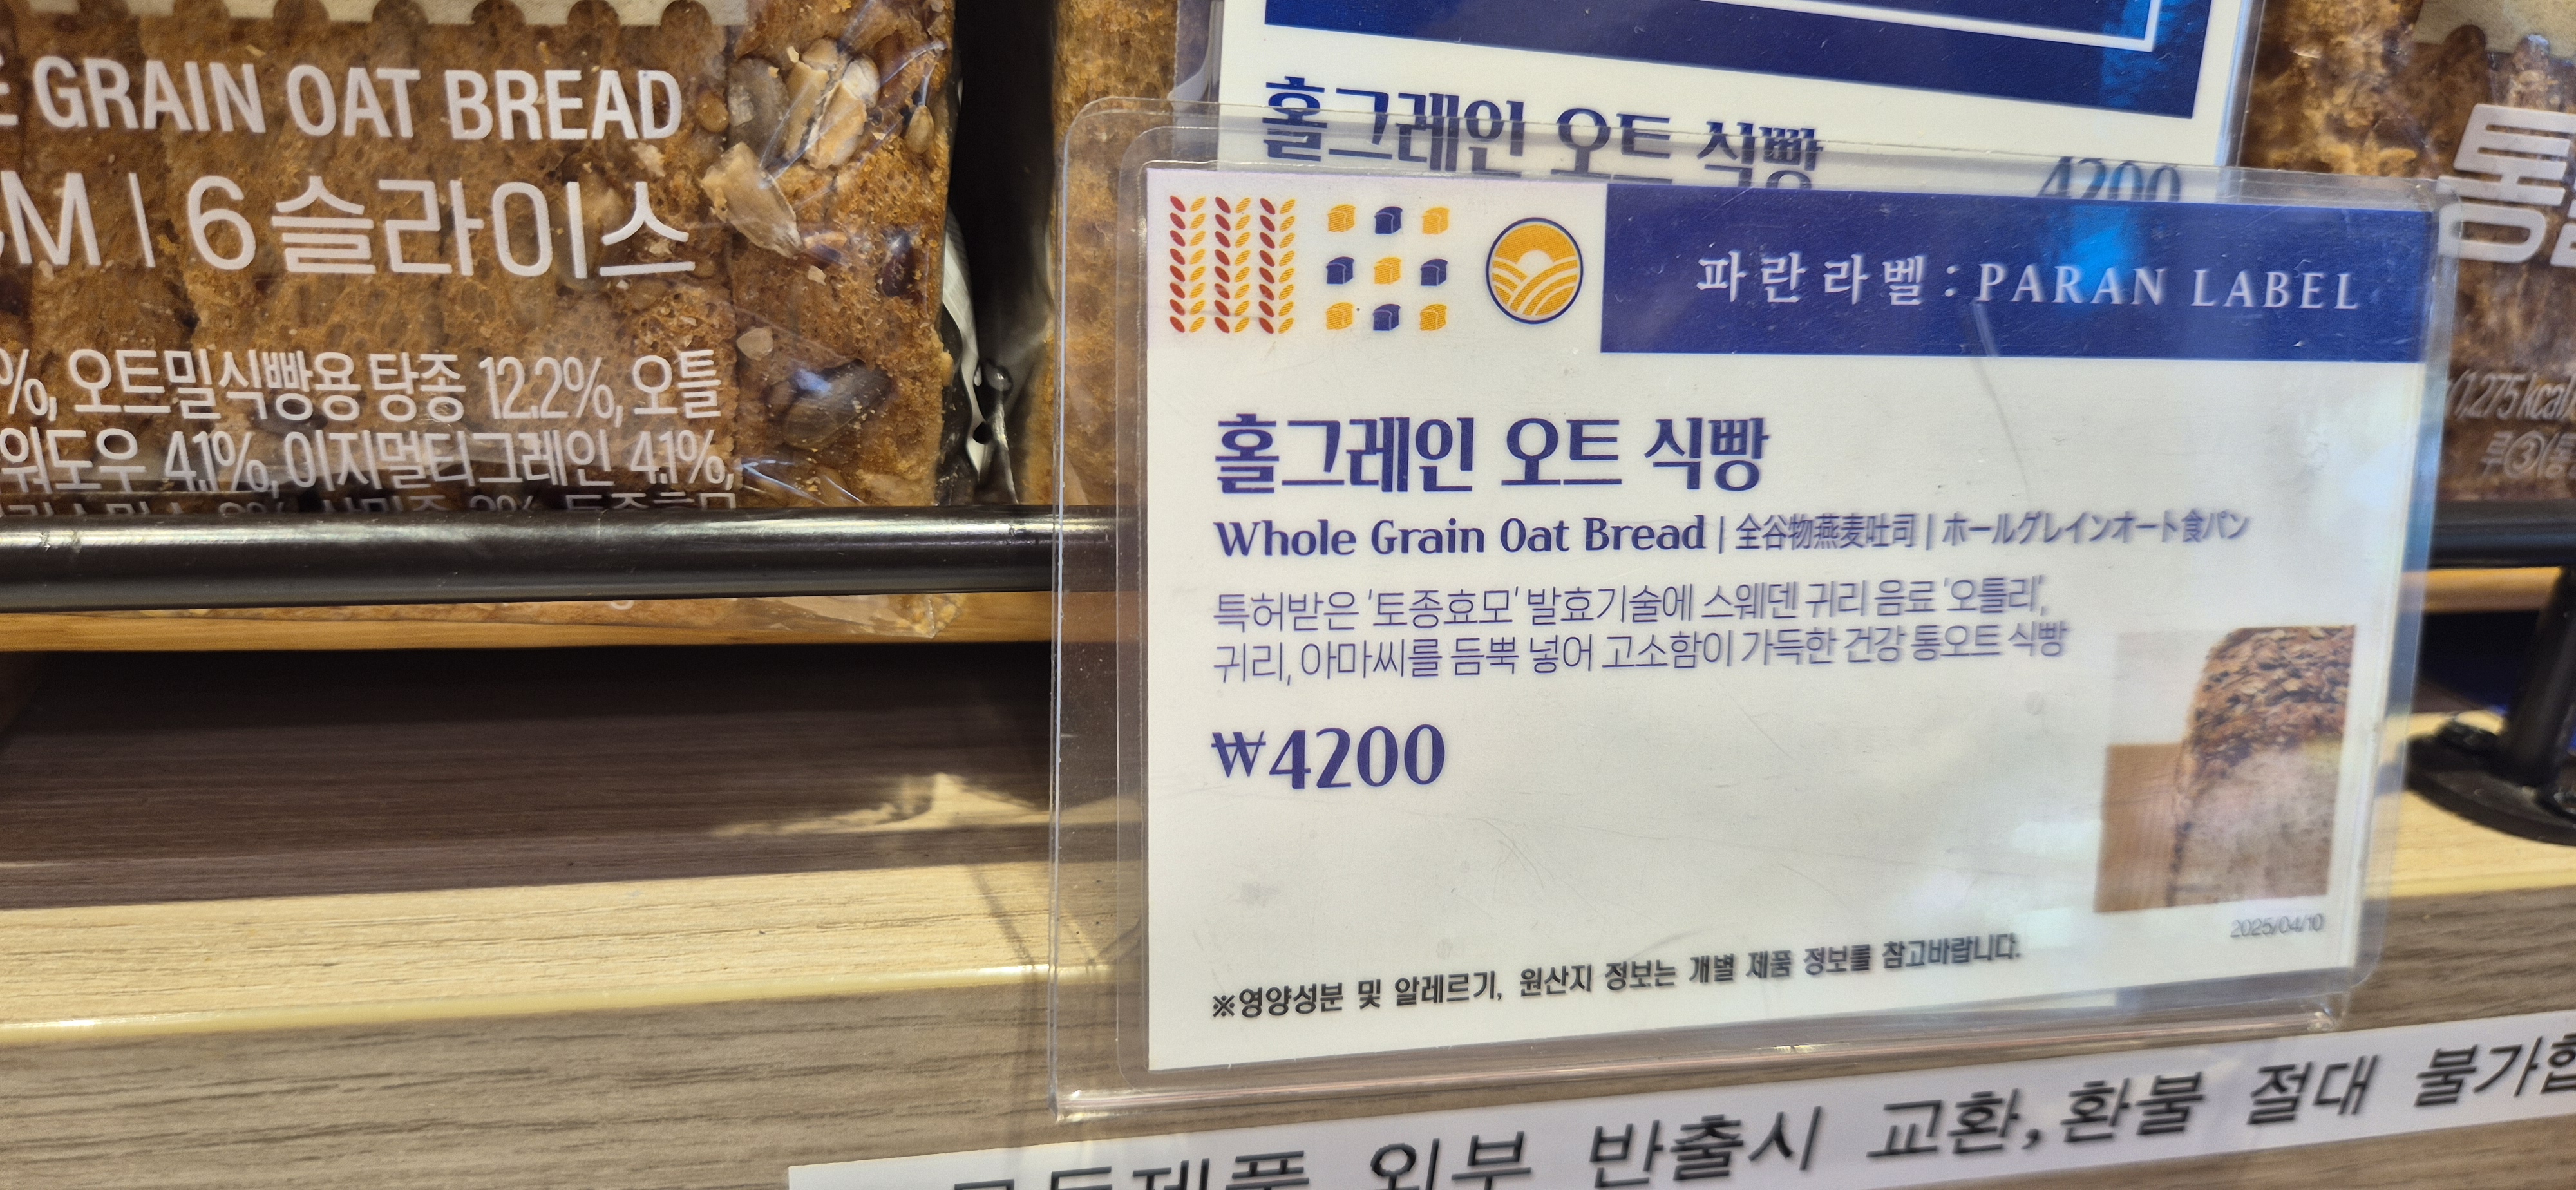 GRAIN OAT BREAD
6슬라이스
오트밀식빵용 탕종 12.2%, 오틀
4.1%, 이지멀티그레인 4.1%,
홀그레인 오트 식빵
4200
파란라벨 : PARAN LABEL
홀그레인 오트 식빵
Whole Grain Oat Bread | 全谷物燕麦吐司 | ホールグレインオート食パン
특허받은 '토종효모' 발효기술에 스웨덴 귀리 음료 '오틀리',
귀리, 아마씨를 듬뿍 넣어 고소함이 가득한 건강 통오트 식빵
₩4200
2025/04/10
※영양성분 및 알레르기, 원산지 정보는 개별 제품 정보를 참고바랍니다.
외부 반출시 교환, 환불 절대
통
(1,275 kcal